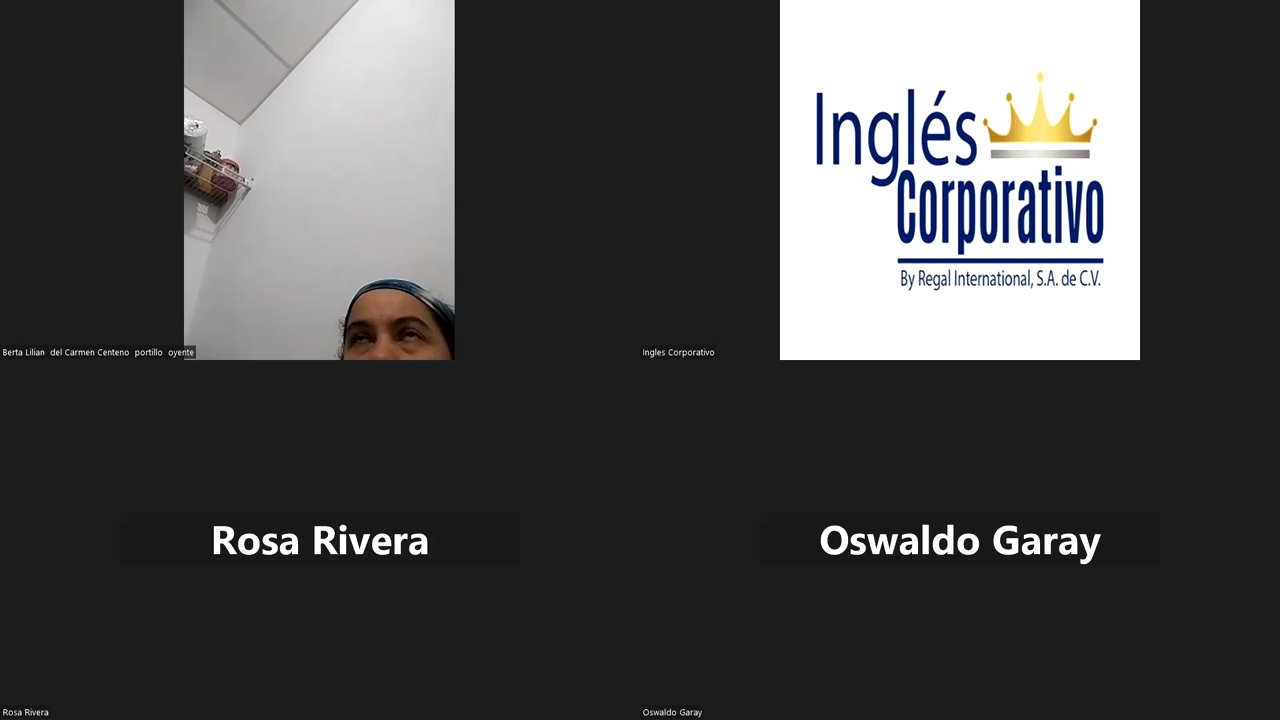 Inglés
Corporativo
By Regal International, S.A. de C.V.
Berta Lilian del Carmen Centeno portillo oyente
Ingles Corporativo
Rosa Rivera
Oswaldo Garay
Rosa Rivera
Oswaldo Garay